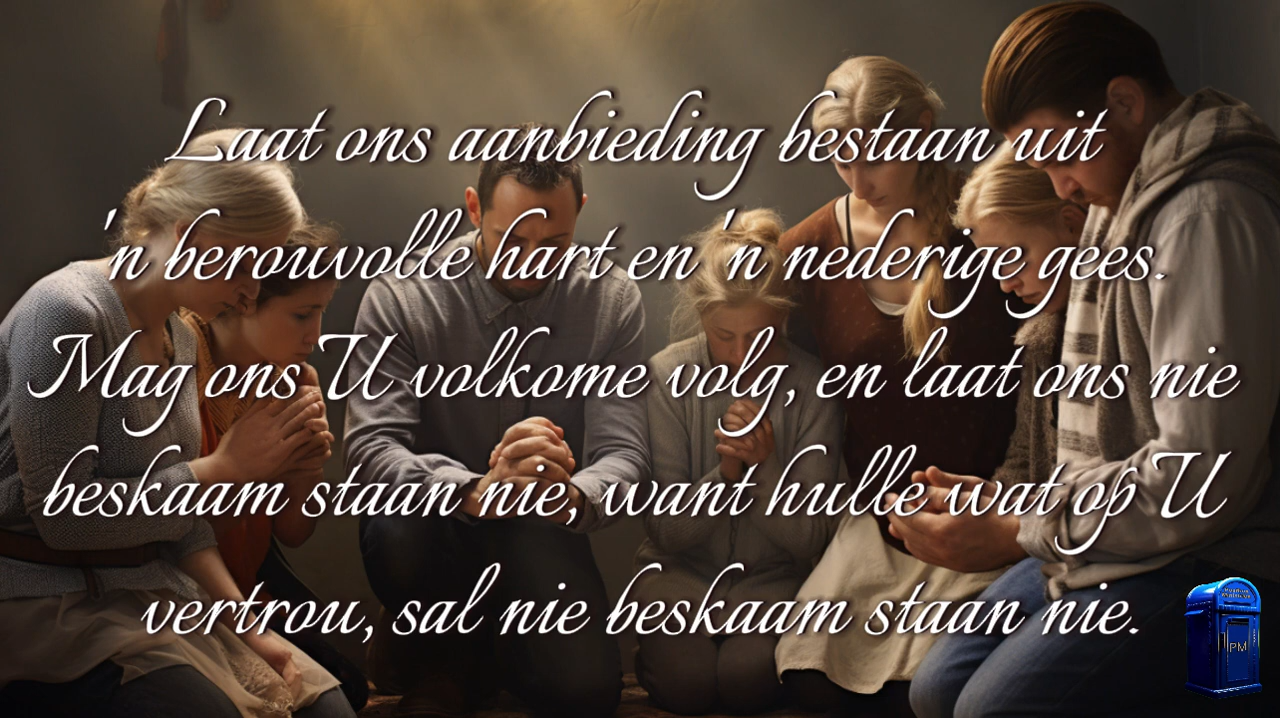 Laat ons aanbieding bestaan uit
'n berouvolle hart en 'n nederige gees.
Mag ons U volkome volg, en laat ons nie
beskaam staan nie, want hulle wat op U
vertrou, sal nie beskaam staan nie.
IPM